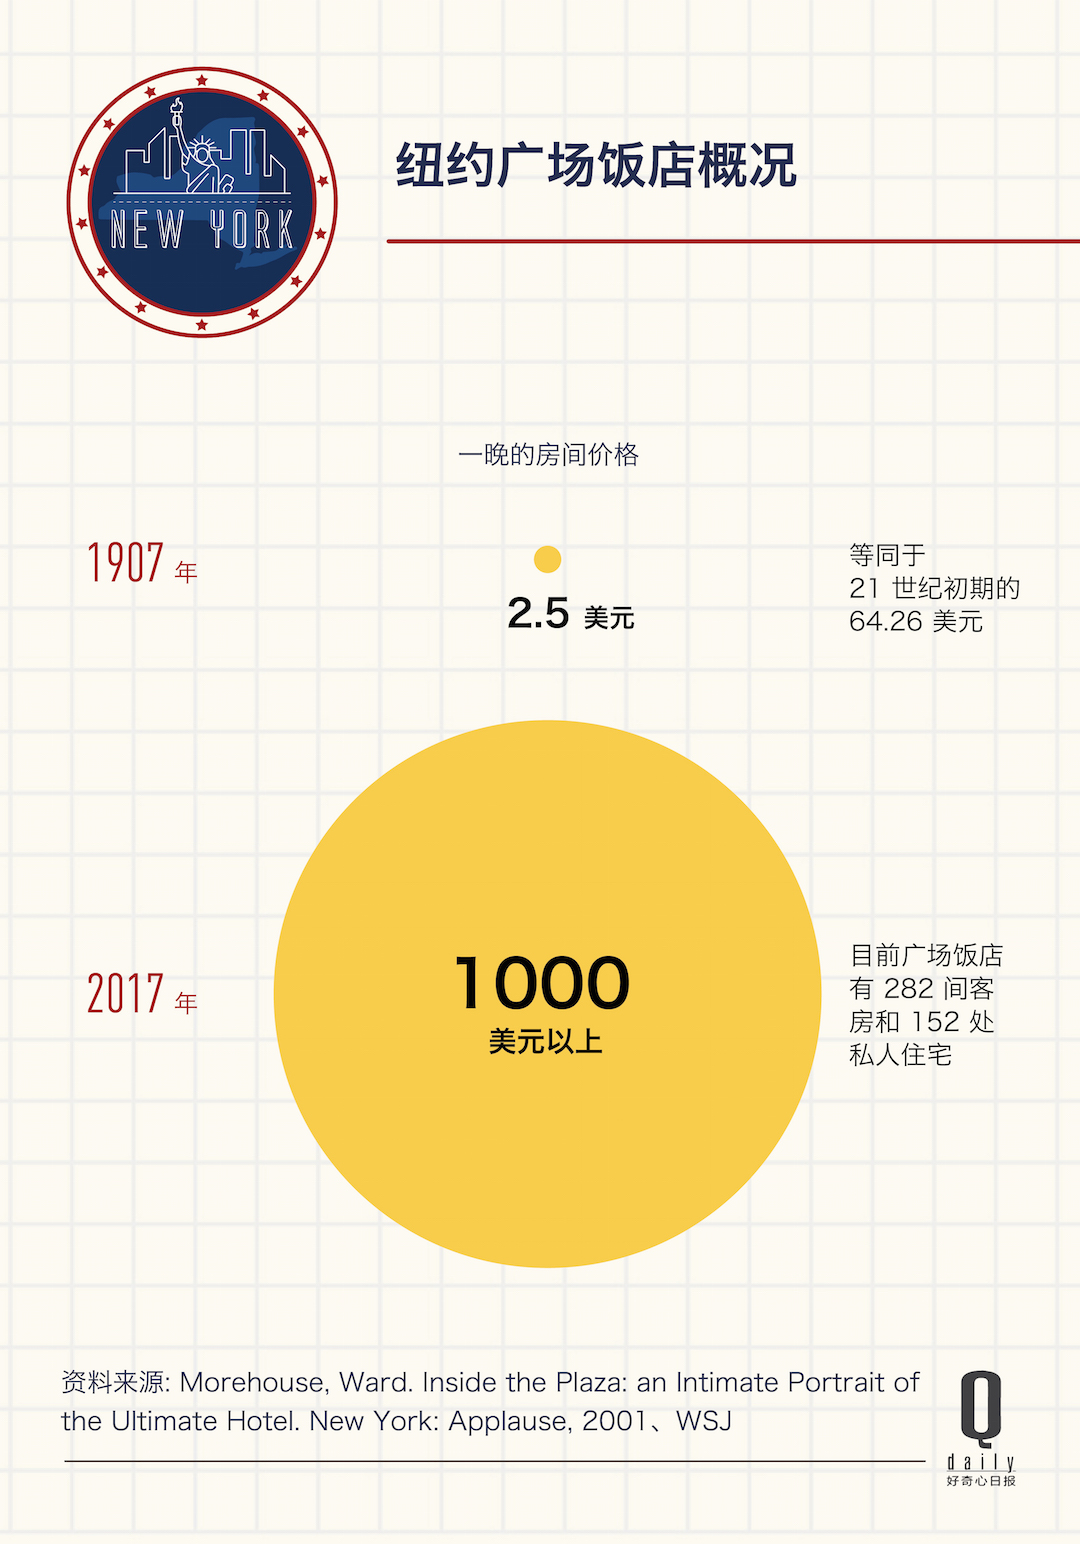 NEW YORK
纽约广场饭店概况
一晚的房间价格
1907 年
2.5 美元
等同于
21 世纪初期的
64.26 美元
2017 年
1000
美元以上
目前广场饭店
有 282 间客
房和 152 处
私人住宅
资料来源: Morehouse, Ward. Inside the Plaza: an Intimate Portrait of
the Ultimate Hotel. New York: Applause, 2001、WSJ
Q
daily
好奇心日报